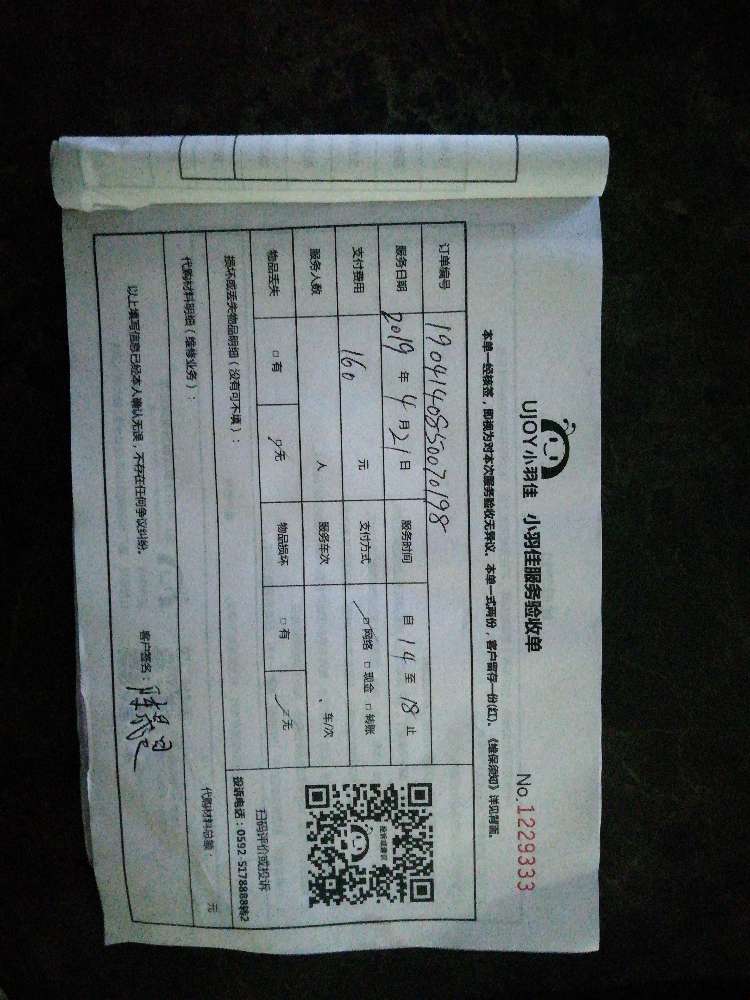 UJOY小羽佳 小羽佳服务验收单 No.1229333
本单一经核签，即视为对本次服务验收无异议。本单一式两份，客户留存一份(红)。《维保须知》详见背面。
订单编号 19041408500070198
服务日期 2019 年 4 月 21 日 服务时间 自 14 至 18 止
支付费用 160 元 支付方式 □网络 □现金 □转账
服务人数 人 服务车次 、车/次
物品丢失 □有 □无 物品损坏 □有 □无
投诉或建议
扫码评价或投诉
投诉电话：0592-5178888转2
损坏或丢失物品明细（没有可不填）：
代购材料明细（维修业务）： 代购材料总额： 元
以上填写信息已经本人确认无误，不存在任何争议纠纷。 客户签名：